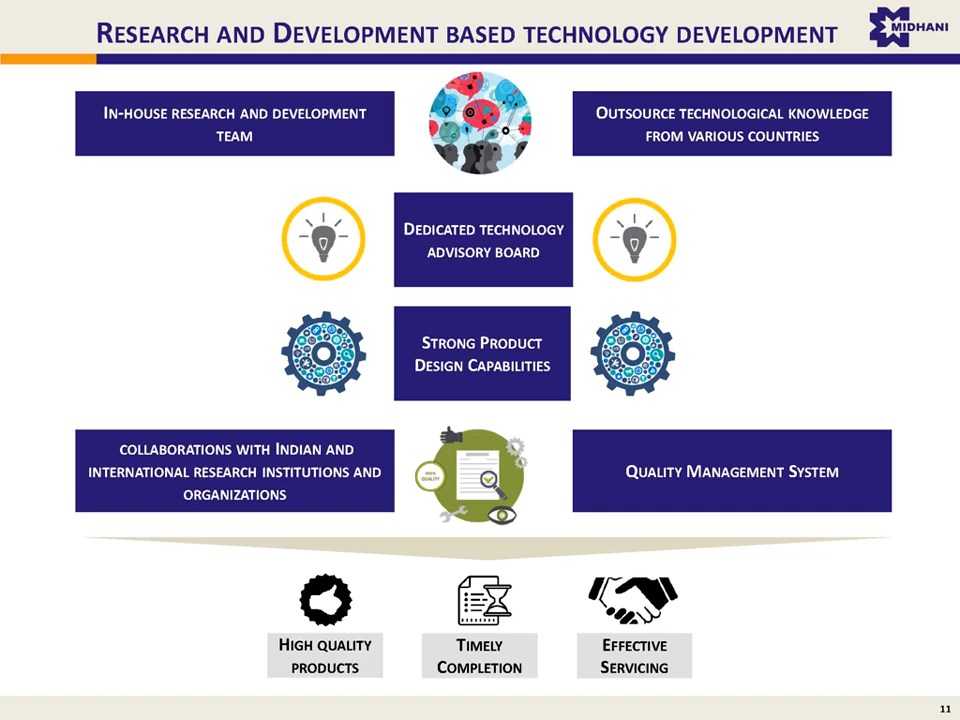 Research and Development based technology development
MIDHANI
In-house research and development
team
Outsource technological knowledge
from various countries
Dedicated technology
advisory board
Strong Product
Design Capabilities
collaborations with Indian and
international research institutions and
organizations
HIGH
QUALITY
Quality Management System
High quality
products
Timely
Completion
Effective
Servicing
11